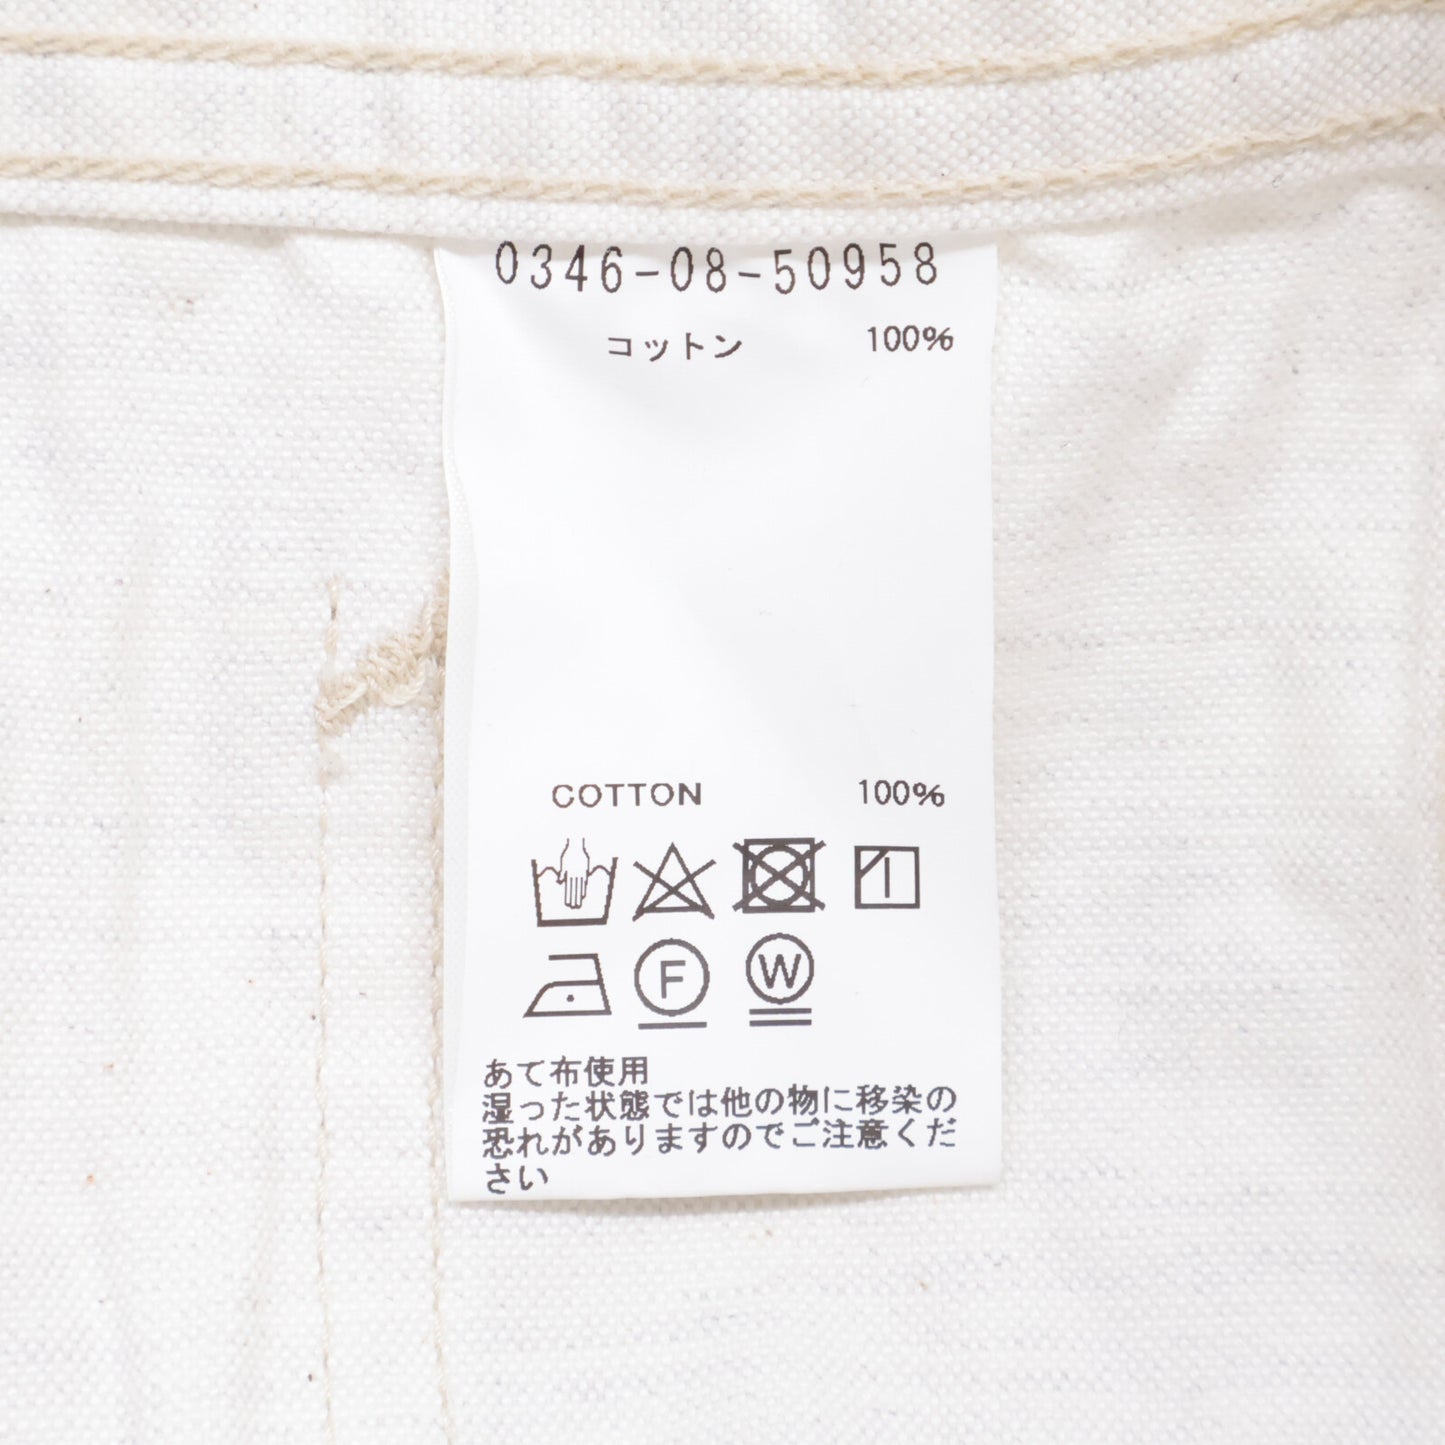 0346-08-50958
コットン 100%
COTTON 100%
F W
あて布使用
湿った状態では他の物に移染の
恐れがありますのでご注意くだ
さい